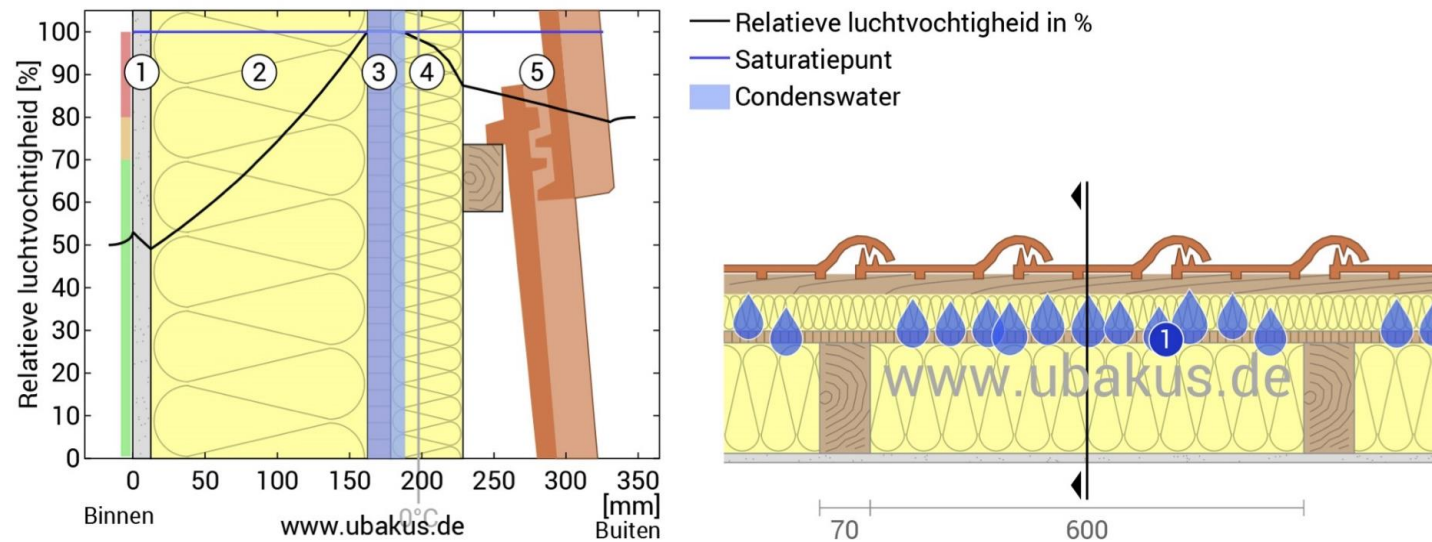 Relatieve luchtvochtigheid [%]
100
90
80
70
60
50
40
30
20
10
0
1
2
3
4
5
0
50
100
150
200
250
300
350
[mm]
0°C
Binnen
www.ubakus.de
Buiten
Relatieve luchtvochtigheid in %
Saturatiepunt
Condenswater
1
www.ubakus.de
70
600